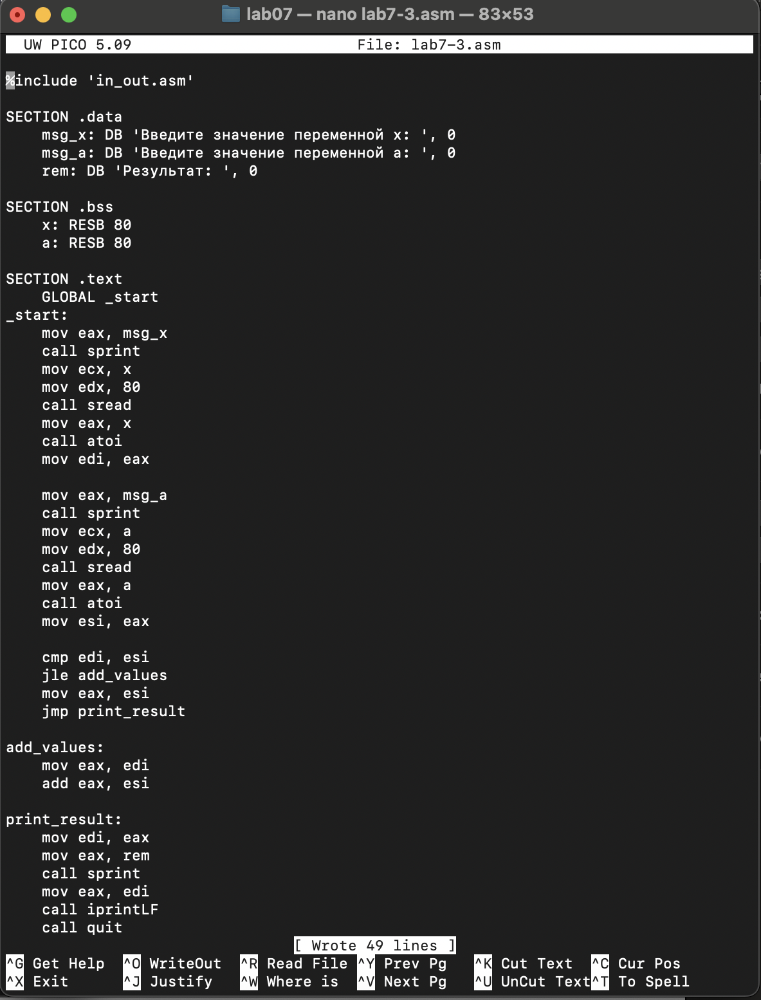 lab07 — nano lab7-3.asm — 83×53
UW PICO 5.09 File: lab7-3.asm
%include 'in_out.asm'
SECTION .data
msg_x: DB 'Введите значение переменной x: ', 0
msg_a: DB 'Введите значение переменной a: ', 0
rem: DB 'Результат: ', 0
SECTION .bss
x: RESB 80
a: RESB 80
SECTION .text
GLOBAL _start
_start:
mov eax, msg_x
call sprint
mov ecx, x
mov edx, 80
call sread
mov eax, x
call atoi
mov edi, eax
mov eax, msg_a
call sprint
mov ecx, a
mov edx, 80
call sread
mov eax, a
call atoi
mov esi, eax
cmp edi, esi
jle add_values
mov eax, esi
jmp print_result
add_values:
mov eax, edi
add eax, esi
print_result:
mov edi, eax
mov eax, rem
call sprint
mov eax, edi
call iprintLF
call quit
[ Wrote 49 lines ]
^G Get Help ^O WriteOut ^R Read File ^Y Prev Pg ^K Cut Text ^C Cur Pos
^X Exit ^J Justify ^W Where is ^V Next Pg ^U UnCut Text ^T To Spell